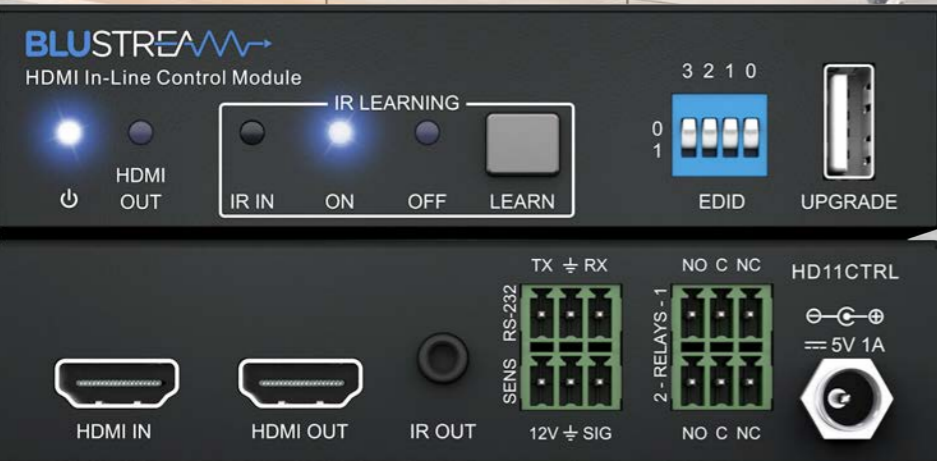 BLUSTREAM
HDMI In-Line Control Module
HDMI
OUT
IR LEARNING
IR IN
ON
OFF
LEARN
3 2 1 0
0
1
EDID
UPGRADE
HDMI IN
HDMI OUT
IR OUT
TX RX
RS-232
SENS
12V SIG
NO C NC
2 - RELAYS - 1
NO C NC
HD11CTRL
5V 1A